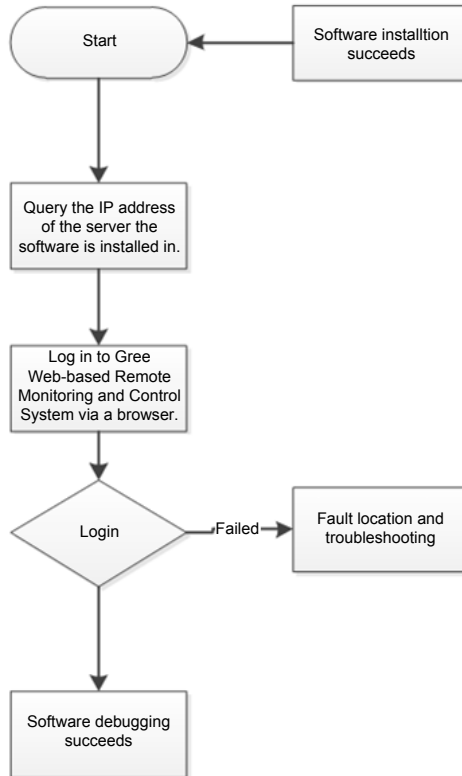 Start
Software installtion
succeeds
Query the IP address
of the server the
software is installed in.
Log in to Gree
Web-based Remote
Monitoring and Control
System via a browser.
Login
Failed
Fault location and
troubleshooting
Software debugging
succeeds